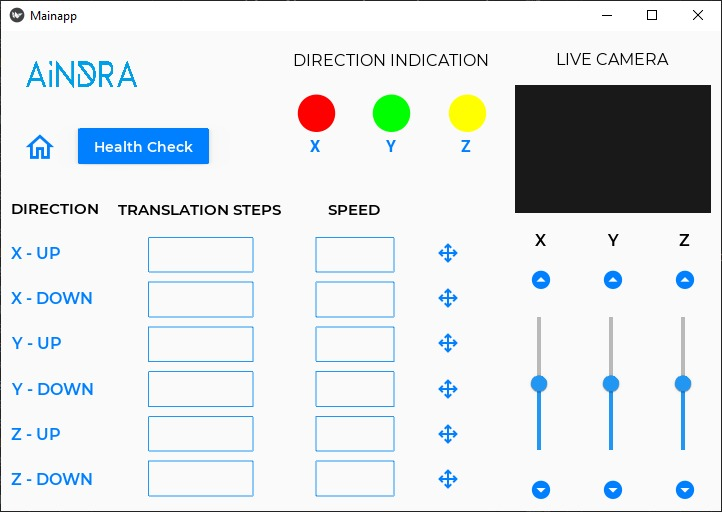 Mainapp
AiNDRA
DIRECTION INDICATION
LIVE CAMERA
Health Check
X Y Z
DIRECTION TRANSLATION STEPS SPEED
X Y Z
X - UP
X - DOWN
Y - UP
Y - DOWN
Z - UP
Z - DOWN